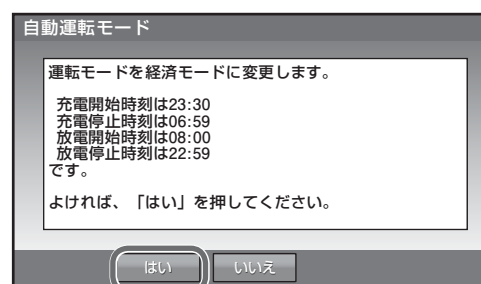 自動運転モード
運転モードを経済モードに変更します。
充電開始時刻は23:30
充電停止時刻は06:59
放電開始時刻は08:00
放電停止時刻は22:59
です。
よければ、「はい」を押してください。
はい
いいえ